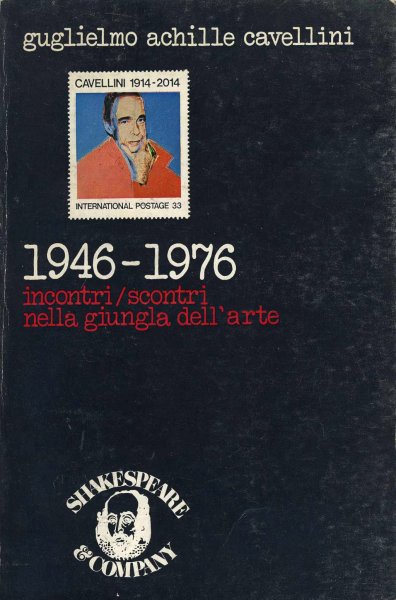 guglielmo achille cavellini
CAVELLINI 1914-2014
INTERNATIONAL POSTAGE 33
1946-1976
incontri/scontri
nella giungla dell'arte
SHAKESPEARE
& COMPANY